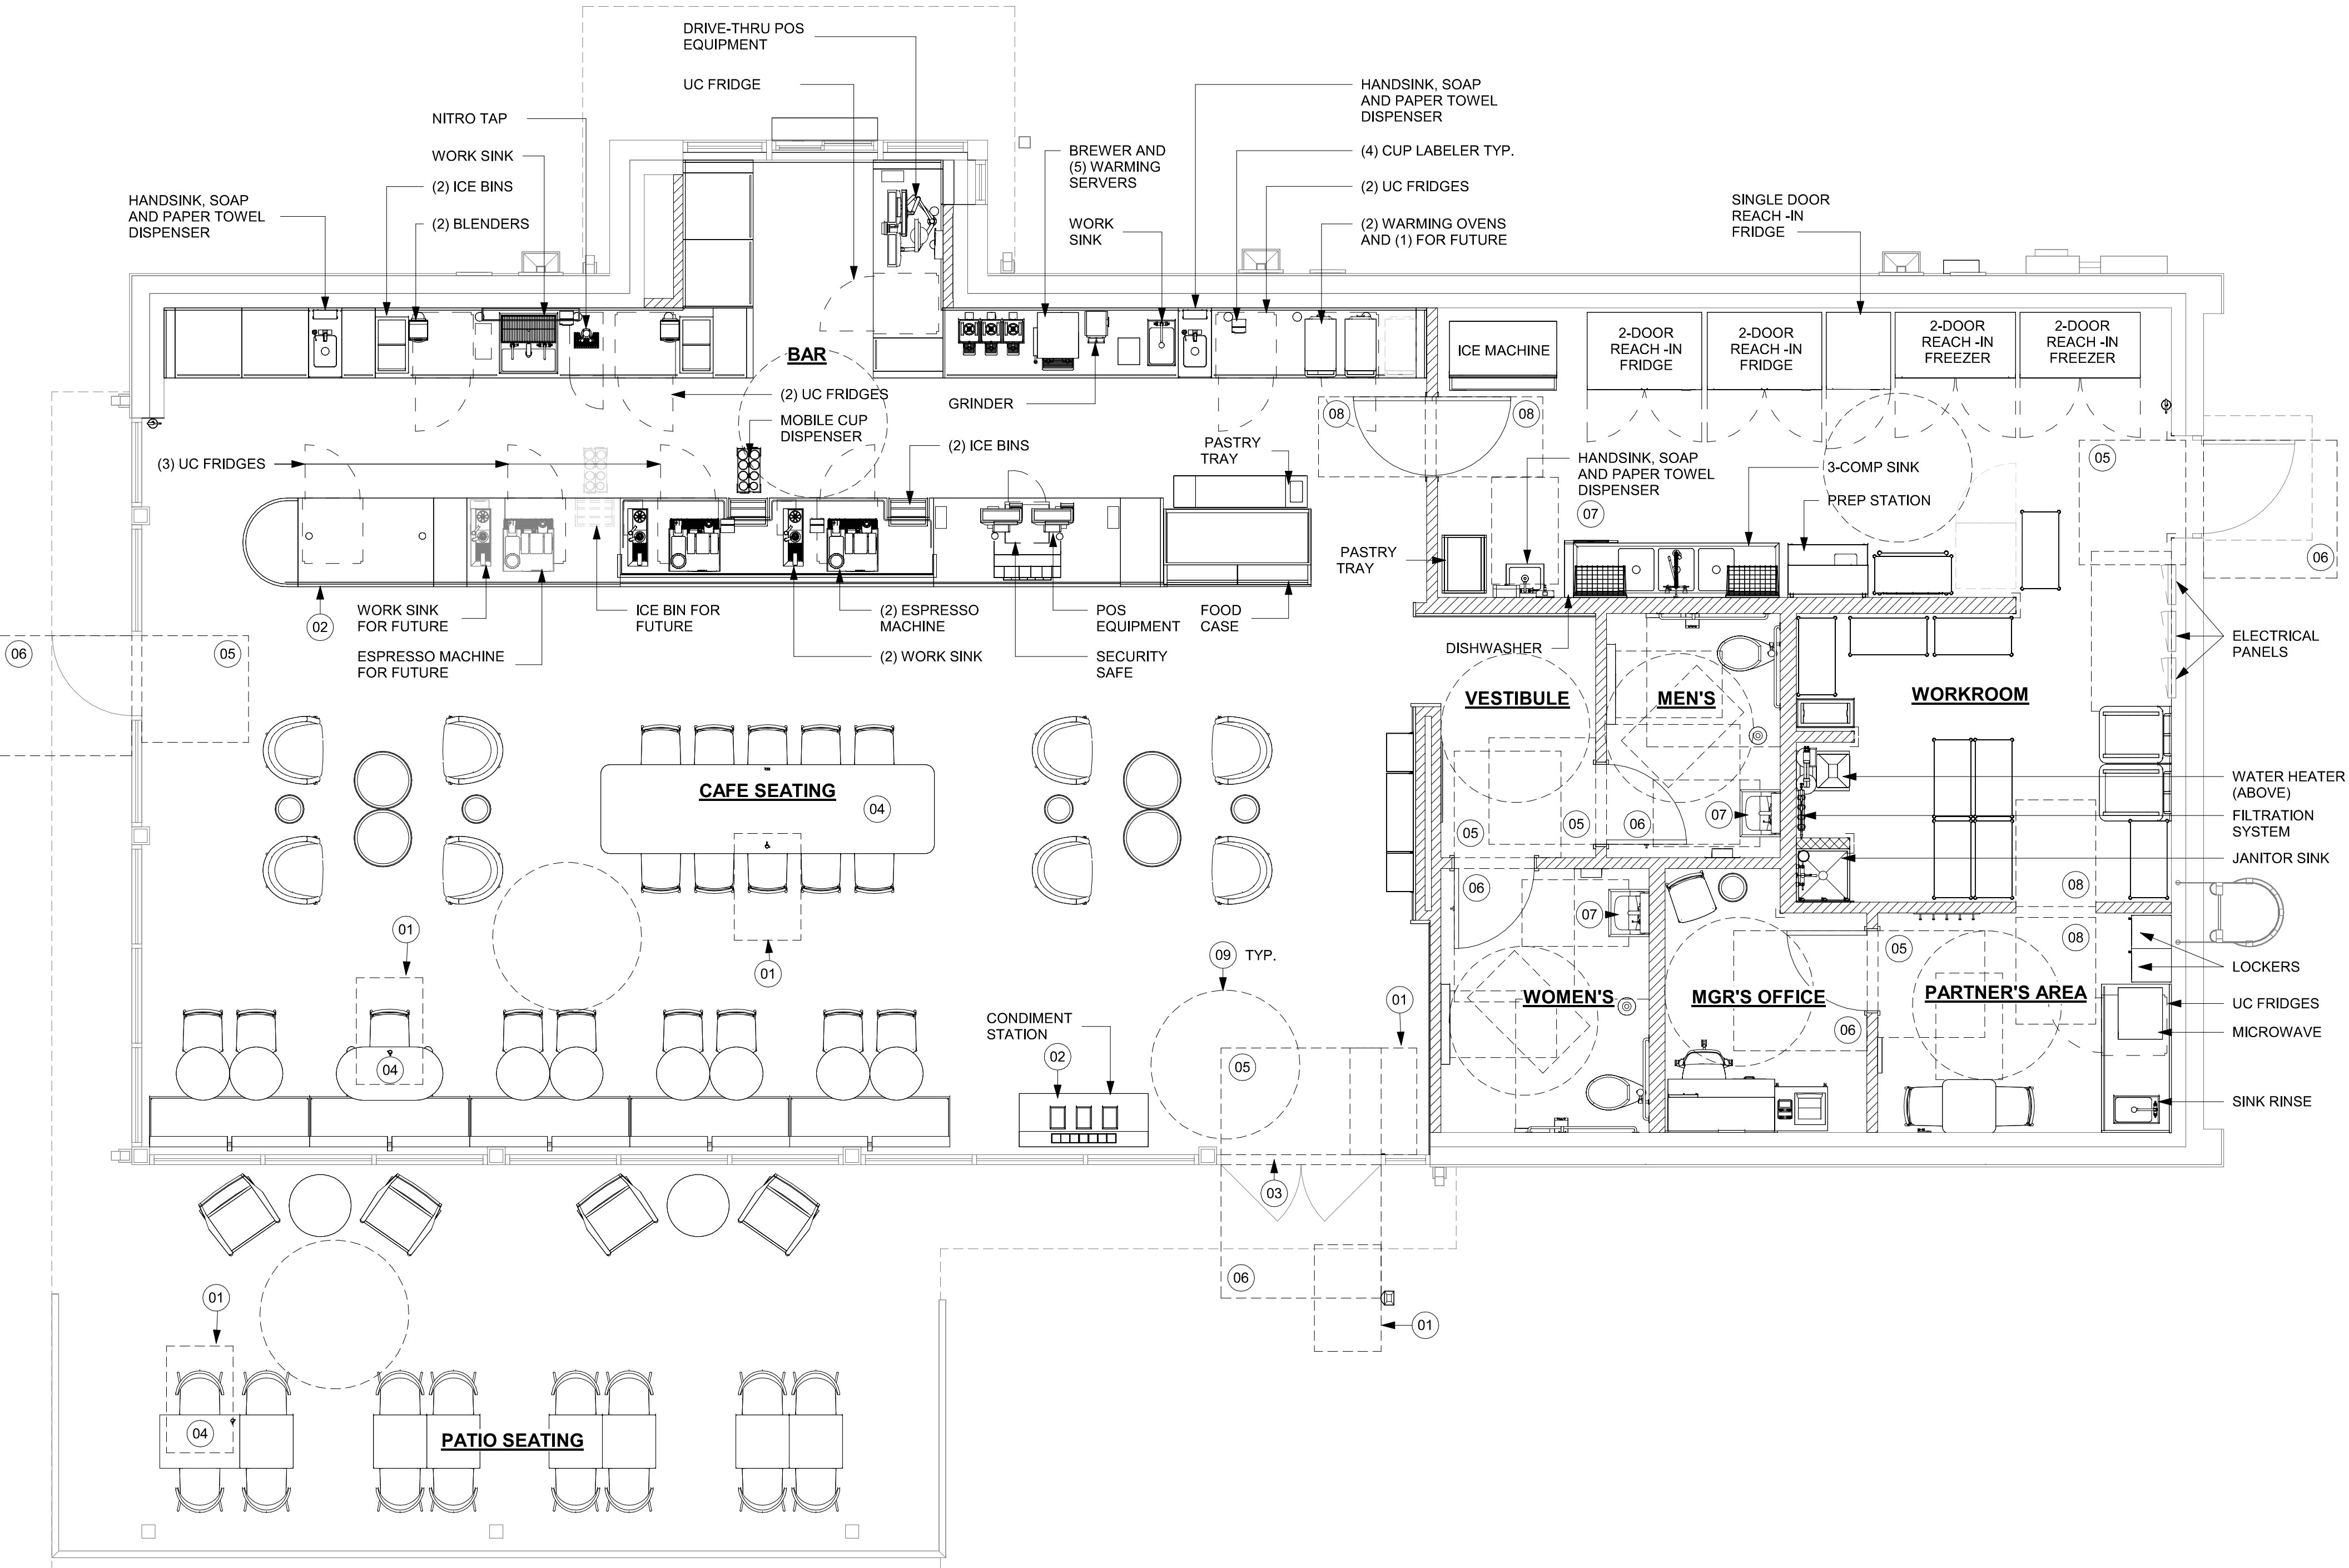 DRIVE-THRU POS
EQUIPMENT
UC FRIDGE
NITRO TAP
WORK SINK
(2) ICE BINS
(2) BLENDERS
HANDSINK, SOAP
AND PAPER TOWEL
DISPENSER
BREWER AND
(5) WARMING
SERVERS
WORK
SINK
HANDSINK, SOAP
AND PAPER TOWEL
DISPENSER
(4) CUP LABELER TYP.
(2) UC FRIDGES
(2) WARMING OVENS
AND (1) FOR FUTURE
SINGLE DOOR
REACH -IN
FRIDGE
BAR
ICE MACHINE
2-DOOR
REACH -IN
FRIDGE
2-DOOR
REACH -IN
FRIDGE
2-DOOR
REACH -IN
FREEZER
2-DOOR
REACH -IN
FREEZER
(2) UC FRIDGES
MOBILE CUP
DISPENSER
GRINDER
(2) ICE BINS
08
08
PASTRY
TRAY
(3) UC FRIDGES
HANDSINK, SOAP
AND PAPER TOWEL
DISPENSER
07
3-COMP SINK
PREP STATION
05
06
PASTRY
TRAY
02
WORK SINK
FOR FUTURE
ESPRESSO MACHINE
FOR FUTURE
ICE BIN FOR
FUTURE
(2) ESPRESSO
MACHINE
(2) WORK SINK
POS
EQUIPMENT
SECURITY
SAFE
FOOD
CASE
DISHWASHER
ELECTRICAL
PANELS
06
05
VESTIBULE
MEN'S
WORKROOM
CAFE SEATING
04
05
05
06
07
WATER HEATER
(ABOVE)
FILTRATION
SYSTEM
JANITOR SINK
06
07
08
01
01
09 TYP.
05
08
LOCKERS
01
WOMEN'S
MGR'S OFFICE
PARTNER'S AREA
UC FRIDGES
MICROWAVE
06
CONDIMENT
STATION
02
05
04
SINK RINSE
03
06
01
01
04
PATIO SEATING